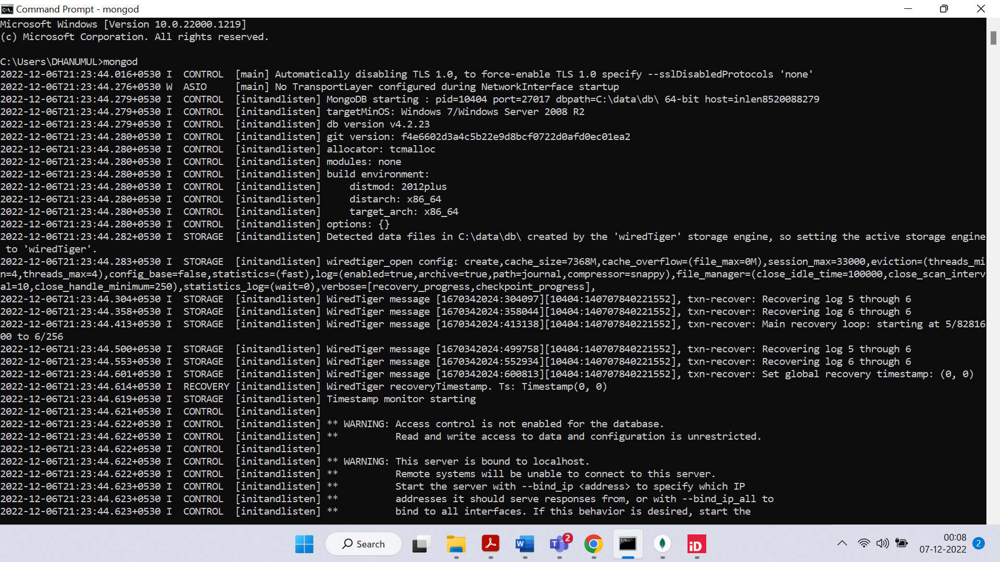 Command Prompt - mongod
Microsoft Windows [Version 10.0.22000.1219]
(c) Microsoft Corporation. All rights reserved.
C:\Users\DHANUMUL>mongod
2022-12-06T21:23:44.016+0530 I  CONTROL  [main] Automatically disabling TLS 1.0, to force-enable TLS 1.0 specify --sslDisabledProtocols 'none'
2022-12-06T21:23:44.276+0530 W  ASIO     [main] No TransportLayer configured during NetworkInterface startup
2022-12-06T21:23:44.279+0530 I  CONTROL  [initandlisten] MongoDB starting : pid=10404 port=27017 dbpath=C:\data\db\ 64-bit host=inlen8520088279
2022-12-06T21:23:44.279+0530 I  CONTROL  [initandlisten] targetMinOS: Windows 7/Windows Server 2008 R2
2022-12-06T21:23:44.279+0530 I  CONTROL  [initandlisten] db version v4.2.23
2022-12-06T21:23:44.280+0530 I  CONTROL  [initandlisten] git version: f4e6602d3a4c5b22e9d8bcf0722d0afd0ec01ea2
2022-12-06T21:23:44.280+0530 I  CONTROL  [initandlisten] allocator: tcmalloc
2022-12-06T21:23:44.280+0530 I  CONTROL  [initandlisten] modules: none
2022-12-06T21:23:44.280+0530 I  CONTROL  [initandlisten] build environment:
2022-12-06T21:23:44.280+0530 I  CONTROL  [initandlisten]     distmod: 2012plus
2022-12-06T21:23:44.280+0530 I  CONTROL  [initandlisten]     distarch: x86_64
2022-12-06T21:23:44.280+0530 I  CONTROL  [initandlisten]     target_arch: x86_64
2022-12-06T21:23:44.280+0530 I  CONTROL  [initandlisten] options: {}
2022-12-06T21:23:44.282+0530 I  STORAGE  [initandlisten] Detected data files in C:\data\db\ created by the 'wiredTiger' storage engine, so setting the active storage engine
 to 'wiredTiger'.
2022-12-06T21:23:44.283+0530 I  STORAGE  [initandlisten] wiredtiger_open config: create,cache_size=7368M,cache_overflow=(file_max=0M),session_max=33000,eviction=(threads_mi
n=4,threads_max=4),config_base=false,statistics=(fast),log=(enabled=true,archive=true,path=journal,compressor=snappy),file_manager=(close_idle_time=100000,close_scan_interv
al=10,close_handle_minimum=250),statistics_log=(wait=0),verbose=[recovery_progress,checkpoint_progress],
2022-12-06T21:23:44.304+0530 I  STORAGE  [initandlisten] WiredTiger message [1670342024:304097][10404:140707840221552], txn-recover: Recovering log 5 through 6
2022-12-06T21:23:44.358+0530 I  STORAGE  [initandlisten] WiredTiger message [1670342024:358044][10404:140707840221552], txn-recover: Recovering log 6 through 6
2022-12-06T21:23:44.413+0530 I  STORAGE  [initandlisten] WiredTiger message [1670342024:413138][10404:140707840221552], txn-recover: Main recovery loop: starting at 5/82816
00 to 6/256
2022-12-06T21:23:44.500+0530 I  STORAGE  [initandlisten] WiredTiger message [1670342024:499758][10404:140707840221552], txn-recover: Recovering log 5 through 6
2022-12-06T21:23:44.553+0530 I  STORAGE  [initandlisten] WiredTiger message [1670342024:552934][10404:140707840221552], txn-recover: Recovering log 6 through 6
2022-12-06T21:23:44.601+0530 I  STORAGE  [initandlisten] WiredTiger message [1670342024:600813][10404:140707840221552], txn-recover: Set global recovery timestamp: (0, 0)
2022-12-06T21:23:44.614+0530 I  RECOVERY [initandlisten] WiredTiger recoveryTimestamp. Ts: Timestamp(0, 0)
2022-12-06T21:23:44.619+0530 I  STORAGE  [initandlisten] Timestamp monitor starting
2022-12-06T21:23:44.621+0530 I  CONTROL  [initandlisten]
2022-12-06T21:23:44.622+0530 I  CONTROL  [initandlisten] ** WARNING: Access control is not enabled for the database.
2022-12-06T21:23:44.622+0530 I  CONTROL  [initandlisten] **          Read and write access to data and configuration is unrestricted.
2022-12-06T21:23:44.622+0530 I  CONTROL  [initandlisten]
2022-12-06T21:23:44.622+0530 I  CONTROL  [initandlisten] ** WARNING: This server is bound to localhost.
2022-12-06T21:23:44.622+0530 I  CONTROL  [initandlisten] **          Remote systems will be unable to connect to this server.
2022-12-06T21:23:44.623+0530 I  CONTROL  [initandlisten] **          Start the server with --bind_ip <address> to specify which IP
2022-12-06T21:23:44.623+0530 I  CONTROL  [initandlisten] **          addresses it should serve responses from, or with --bind_ip_all to
2022-12-06T21:23:44.623+0530 I  CONTROL  [initandlisten] **          bind to all interfaces. If this behavior is desired, start the
Search
W
T
2
iD
00:08
07-12-2022
2